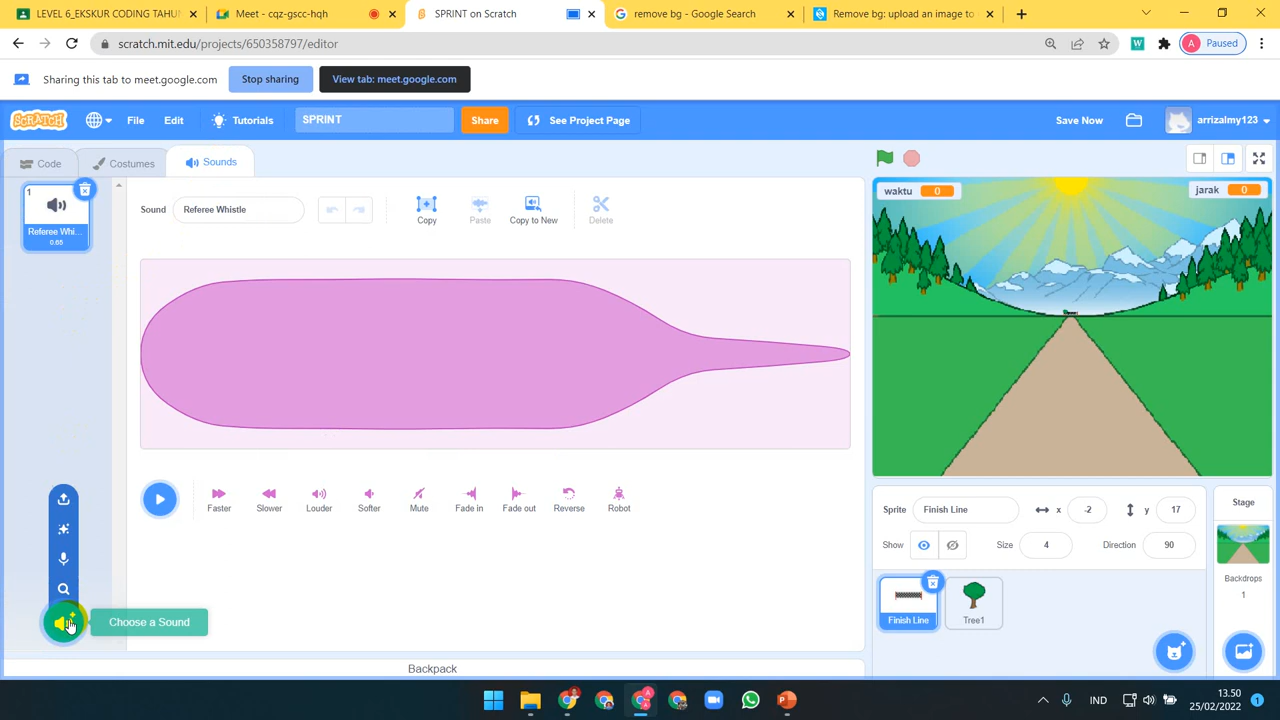 LEVEL 6_EKSKUR CODING TAHUN
Meet - cqz-gscc-hqh
SPRINT on Scratch
remove bg - Google Search
Remove bg: upload an image to
scratch.mit.edu/projects/650358797/editor
A
Paused
Sharing this tab to meet.google.com
Stop sharing
View tab: meet.google.com
SCRATCH
File
Edit
Tutorials
SPRINT
Share
See Project Page
Save Now
arrizalmy123
Code
Costumes
Sounds
1
Referee Whi...
0.65
Sound
Referee Whistle
Copy
Paste
Copy to New
Delete
Faster
Slower
Louder
Softer
Mute
Fade in
Fade out
Reverse
Robot
Choose a Sound
Backpack
waktu 0
jarak 0
Sprite
Finish Line
x
-2
y
17
Show
Size
4
Direction
90
Finish Line
Tree1
Stage
Backdrops
1
IND
13.50
25/02/2022
1